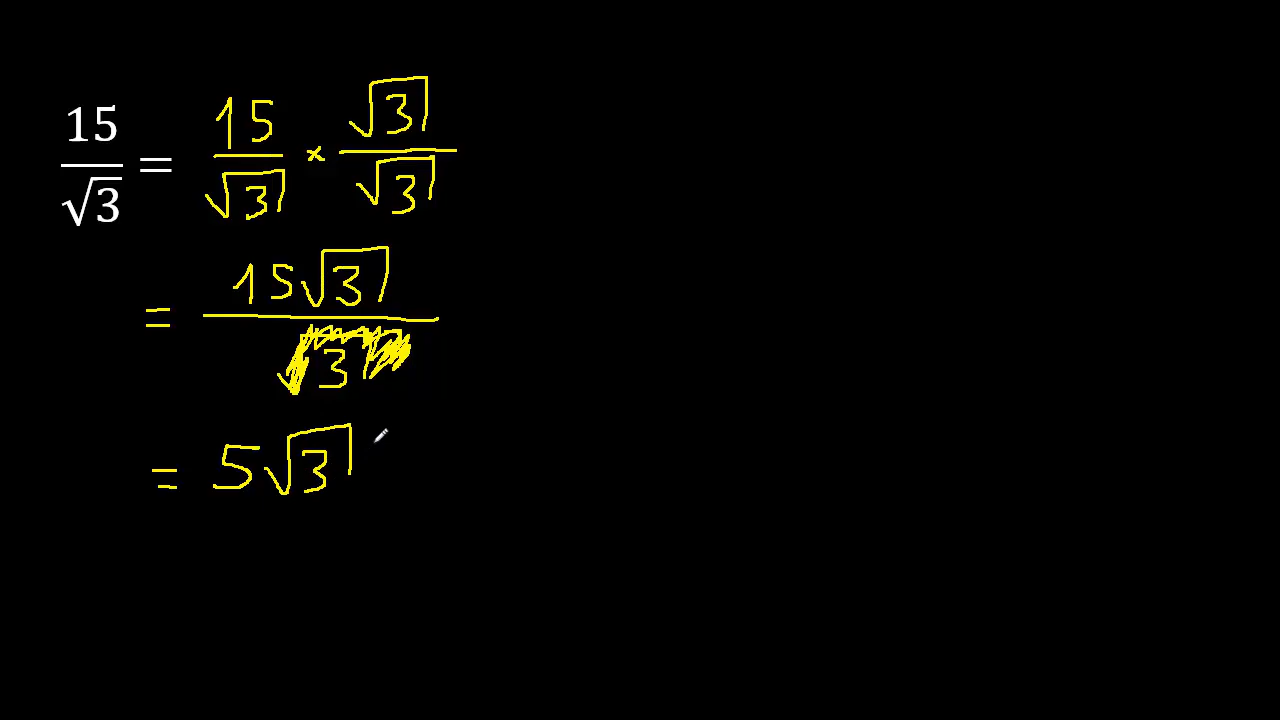 15/√3 = 15/√3 × √3/√3
= 15√3/3
= 5√3